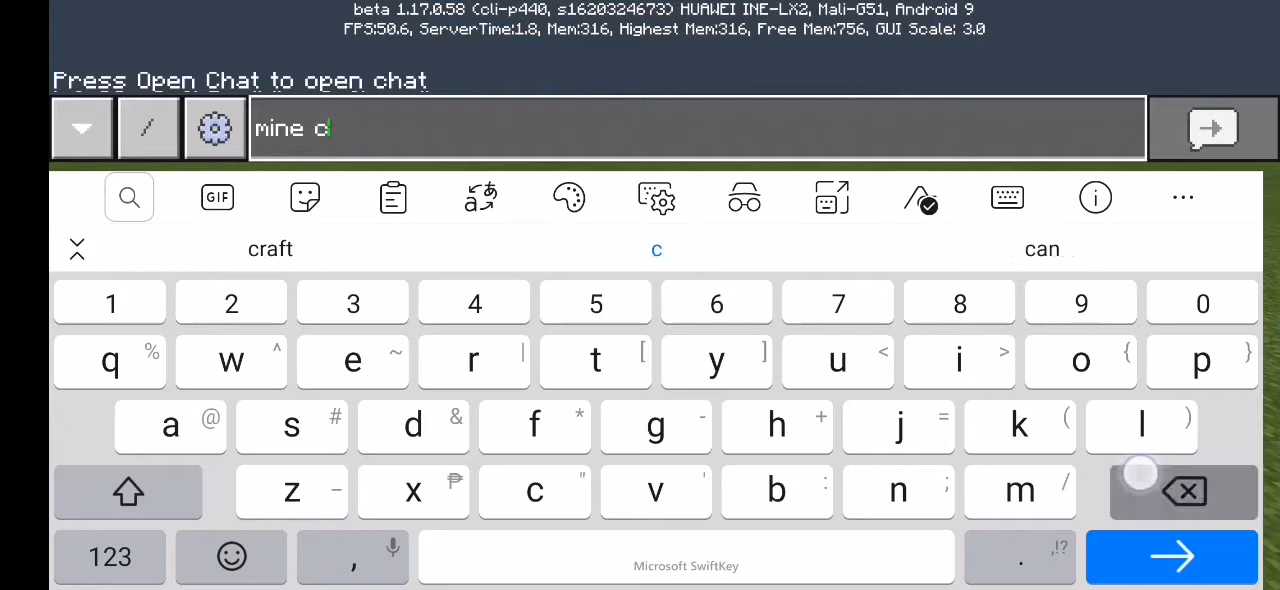 beta 1.17.0.58 (cli-p440, s1620324673) HUAWEI INE-LX2, Mali-G51, Android 9
FPS:50.6, ServerTime:1.8, Mem:316, Highest Mem:316, Free Mem:756, GUI Scale: 3.0
Press Open Chat to open chat
/ mine c
GIF
craft c can
1 2 3 4 5 6 7 8 9 0
q % w ^ e ~ r | t [ y ] u < i > o { p }
a @ s # d & f * g - h + j = k ( l )
z _ x ₱ c " v ' b : n ; m /
123 , Microsoft SwiftKey . ,!?